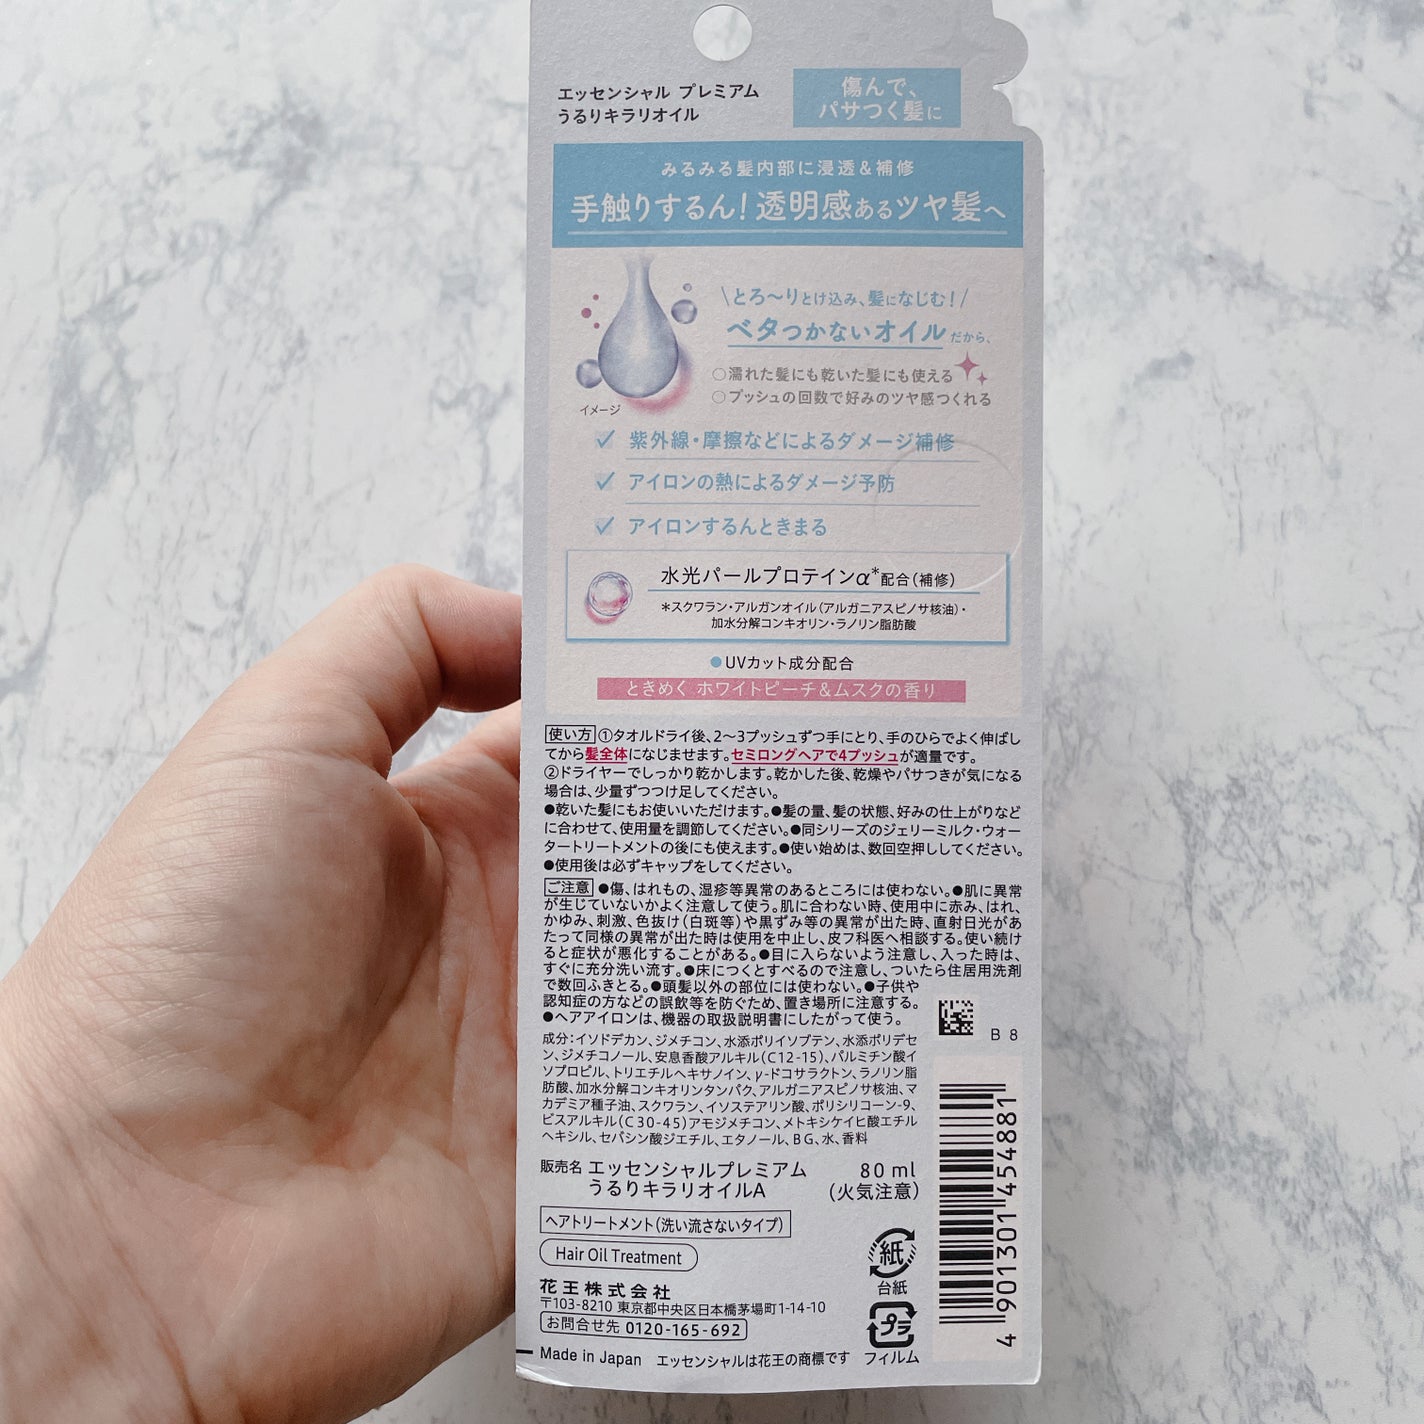 エッセンシャル プレミアム
うるりキラリオイル
傷んで、
パサつく髪に
みるみる髪内部に浸透&補修
手触りするん!透明感あるツヤ髪へ
\とろ〜りとけ込み、髪になじむ!/
ベタつかないオイルだから、
○濡れた髪にも乾いた髪にも使える
○プッシュの回数で好みのツヤ感つくれる
イメージ
✓ 紫外線・摩擦などによるダメージ補修
✓ アイロンの熱によるダメージ予防
✓ アイロンするんときまる
水光パールプロテインα*配合(補修)
*スクワラン・アルガンオイル(アルガニアスピノサ核油)・
加水分解コンキオリン・ラノリン脂肪酸
●UVカット成分配合
ときめく ホワイトピーチ&ムスクの香り
使い方 ①タオルドライ後、2〜3プッシュずつ手にとり、手のひらでよく伸ばし
てから髪全体になじませます。セミロングヘアで4プッシュが適量です。
②ドライヤーでしっかり乾かします。乾かした後、乾燥やパサつきが気になる
場合は、少量ずつつけ足してください。
●乾いた髪にもお使いいただけます。●髪の量、髪の状態、好みの仕上がりなど
に合わせて、使用量を調節してください。●同シリーズのジェリーミルク・ウォー
タートリートメントの後にも使えます。●使い始めは、数回空押ししてください。
●使用後は必ずキャップをしてください。
ご注意 ●傷、はれもの、湿疹等異常のあるところには使わない。●肌に異常
が生じていないかよく注意して使う。肌に合わない時、使用中に赤み、はれ、
かゆみ、刺激、色抜け(白斑等)や黒ずみ等の異常が出た時、直射日光があ
たって同様の異常が出た時は使用を中止し、皮フ科医へ相談する。使い続け
ると症状が悪化することがある。●目に入らないよう注意し、入った時は、
すぐに充分洗い流す。●床につくとすべるので注意し、ついたら住居用洗剤
で数回ふきとる。●頭髪以外の部位には使わない。●子供や
認知症の方などの誤飲等を防ぐため、置き場所に注意する。
●ヘアアイロンは、機器の取扱説明書にしたがって使う。
B 8
成分:イソドデカン、ジメチコン、水添ポリイソブテン、水添ポリデセ
ン、ジメチコノール、安息香酸アルキル(C12-15)、パルミチン酸イ
ソプロピル、トリエチルヘキサノイン、γ-ドコサラクトン、ラノリン脂
肪酸、加水分解コンキオリンタンパク、アルガニアスピノサ核油、マ
カデミア種子油、スクワラン、イソステアリン酸、ポリシリコーン-9、
ビスアルキル(C30-45)アモジメチコン、メトキシケイヒ酸エチル
ヘキシル、セバシン酸ジエチル、エタノール、BG、水、香料
販売名 エッセンシャルプレミアム
うるりキラリオイルA
80 ml
(火気注意)
ヘアトリートメント(洗い流さないタイプ)
Hair Oil Treatment
花王株式会社
〒103-8210 東京都中央区日本橋茅場町1-14-10
お問合せ先 0120-165-692
Made in Japan エッセンシャルは花王の商標です
紙
台紙
プラ
フィルム
4 901301 454881